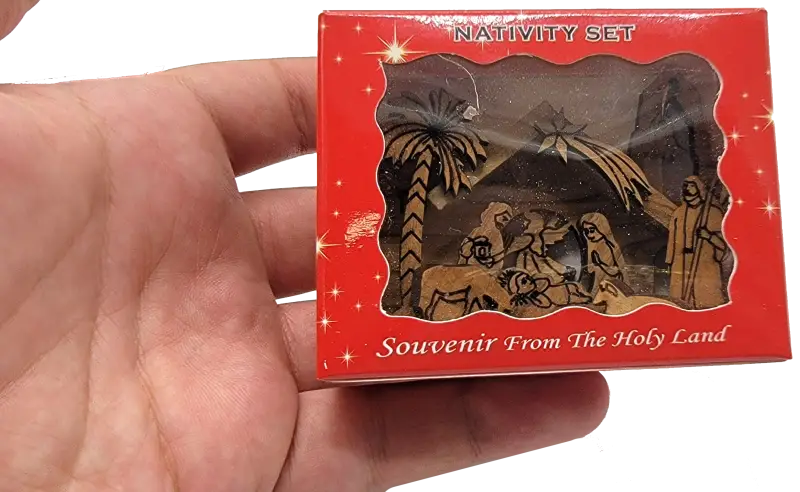 NATIVITY SET
Souvenir From The Holy Land